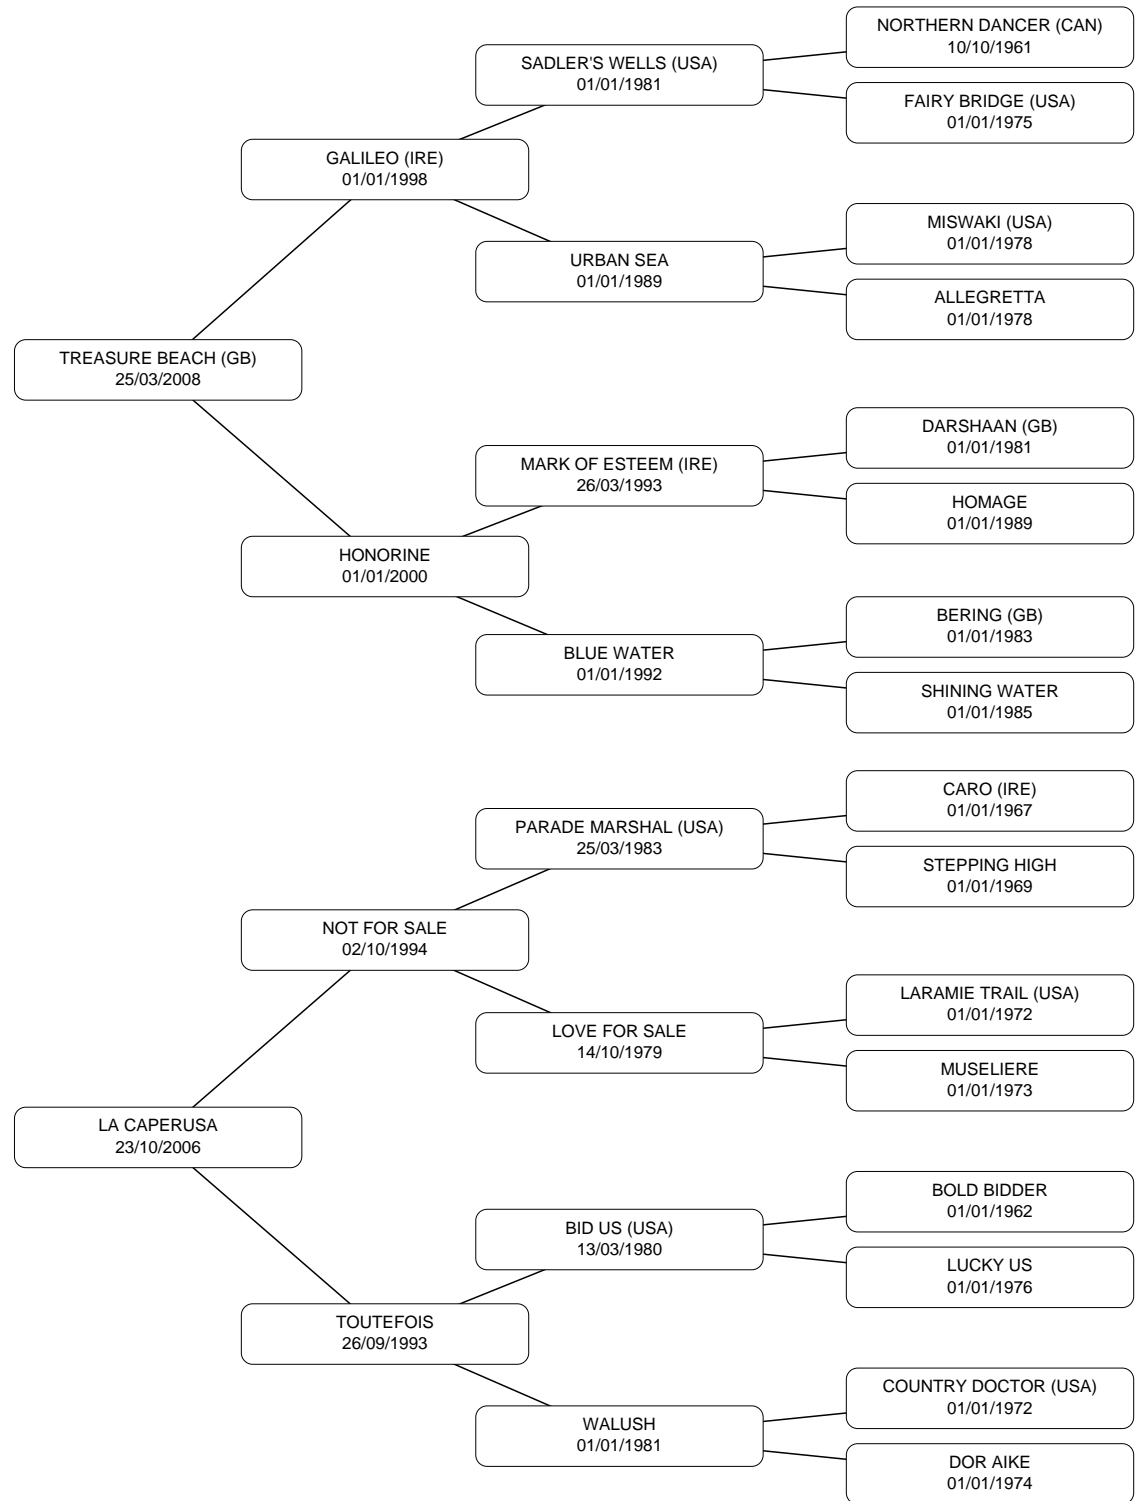 NORTHERN DANCER (CAN)
10/10/1961
SADLER'S WELLS (USA)
01/01/1981
FAIRY BRIDGE (USA)
01/01/1975
GALILEO (IRE)
01/01/1998
MISWAKI (USA)
01/01/1978
URBAN SEA
01/01/1989
ALLEGRETTA
01/01/1978
TREASURE BEACH (GB)
25/03/2008
DARSHAAN (GB)
01/01/1981
MARK OF ESTEEM (IRE)
26/03/1993
HOMAGE
01/01/1989
HONORINE
01/01/2000
BERING (GB)
01/01/1983
BLUE WATER
01/01/1992
SHINING WATER
01/01/1985
CARO (IRE)
01/01/1967
PARADE MARSHAL (USA)
25/03/1983
STEPPING HIGH
01/01/1969
NOT FOR SALE
02/10/1994
LARAMIE TRAIL (USA)
01/01/1972
LOVE FOR SALE
14/10/1979
MUSELIERE
01/01/1973
LA CAPERUSA
23/10/2006
BOLD BIDDER
01/01/1962
BID US (USA)
13/03/1980
LUCKY US
01/01/1976
TOUTEFOIS
26/09/1993
COUNTRY DOCTOR (USA)
01/01/1972
WALUSH
01/01/1981
DOR AIKE
01/01/1974